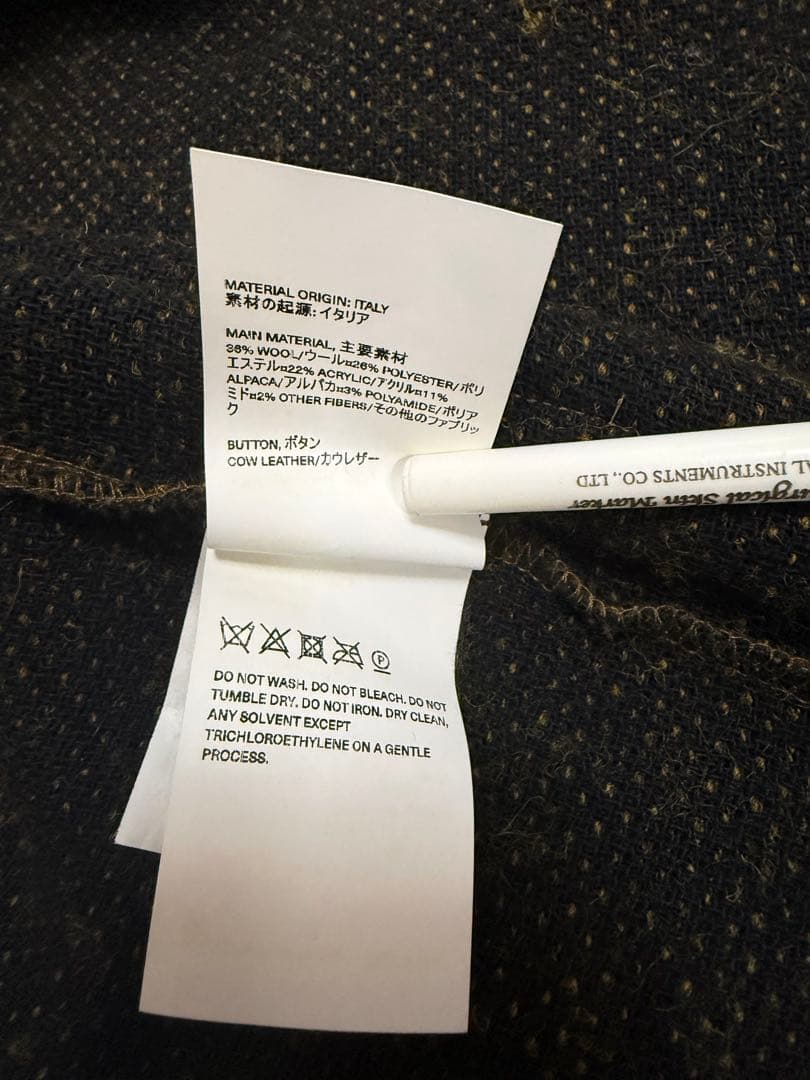 MATERIAL ORIGIN: ITALY
素材の起源: イタリア
MAIN MATERIAL, 主要素材
36% WOOL/ウール¤26% POLYESTER/ポリ
エステル¤22% ACRYLIC/アクリル¤11%
ALPACA/アルパカ¤3% POLYAMIDE/ポリア
ミド¤2% OTHER FIBERS/その他のファブリッ
ク
BUTTON, ボタン
COW LEATHER/カウレザー
AL INSTRUMENTS CO., LTD
rgical Skin Marker
P
DO NOT WASH. DO NOT BLEACH. DO NOT
TUMBLE DRY. DO NOT IRON. DRY CLEAN,
ANY SOLVENT EXCEPT
TRICHLOROETHYLENE ON A GENTLE
PROCESS.